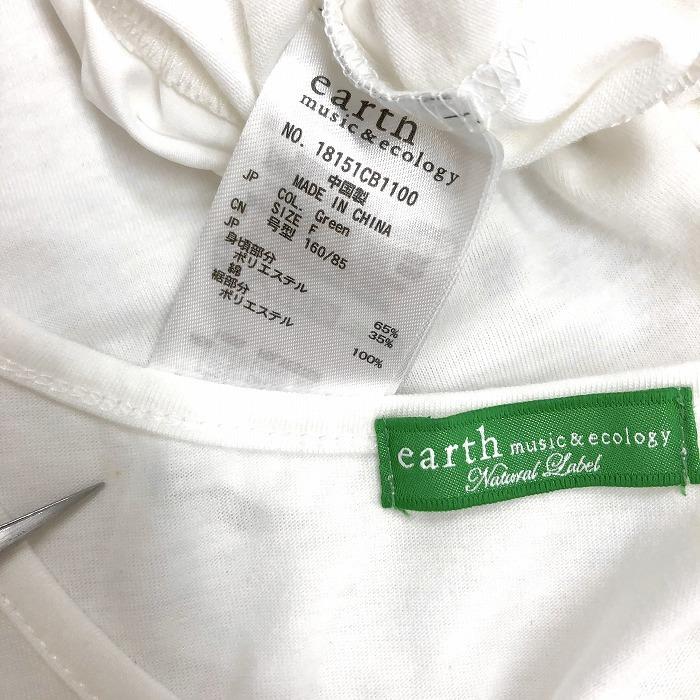 earth
music&ecology
NO. 18151CB1100
中国製
JP MADE IN CHINA
COL. Green
CN SIZE F
JP 号型 160/85
身頃部分
ポリエステル 65%
綿 35%
裾部分
ポリエステル 100%
earth music&ecology
Natural Label